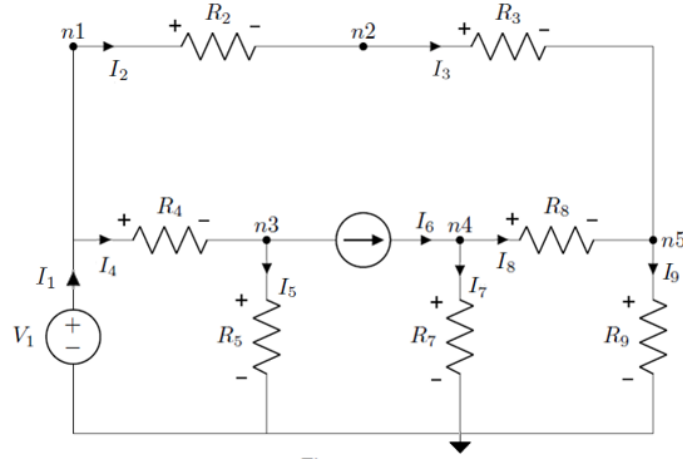 + R2 - + R3 -
n1 n2
I2 I3
R4 R8
+ - n3 I6 n4 + - n5
I1 I4 I5 I8 I7 I9
+ + +
V1 + - R5 R7 R9
- - -